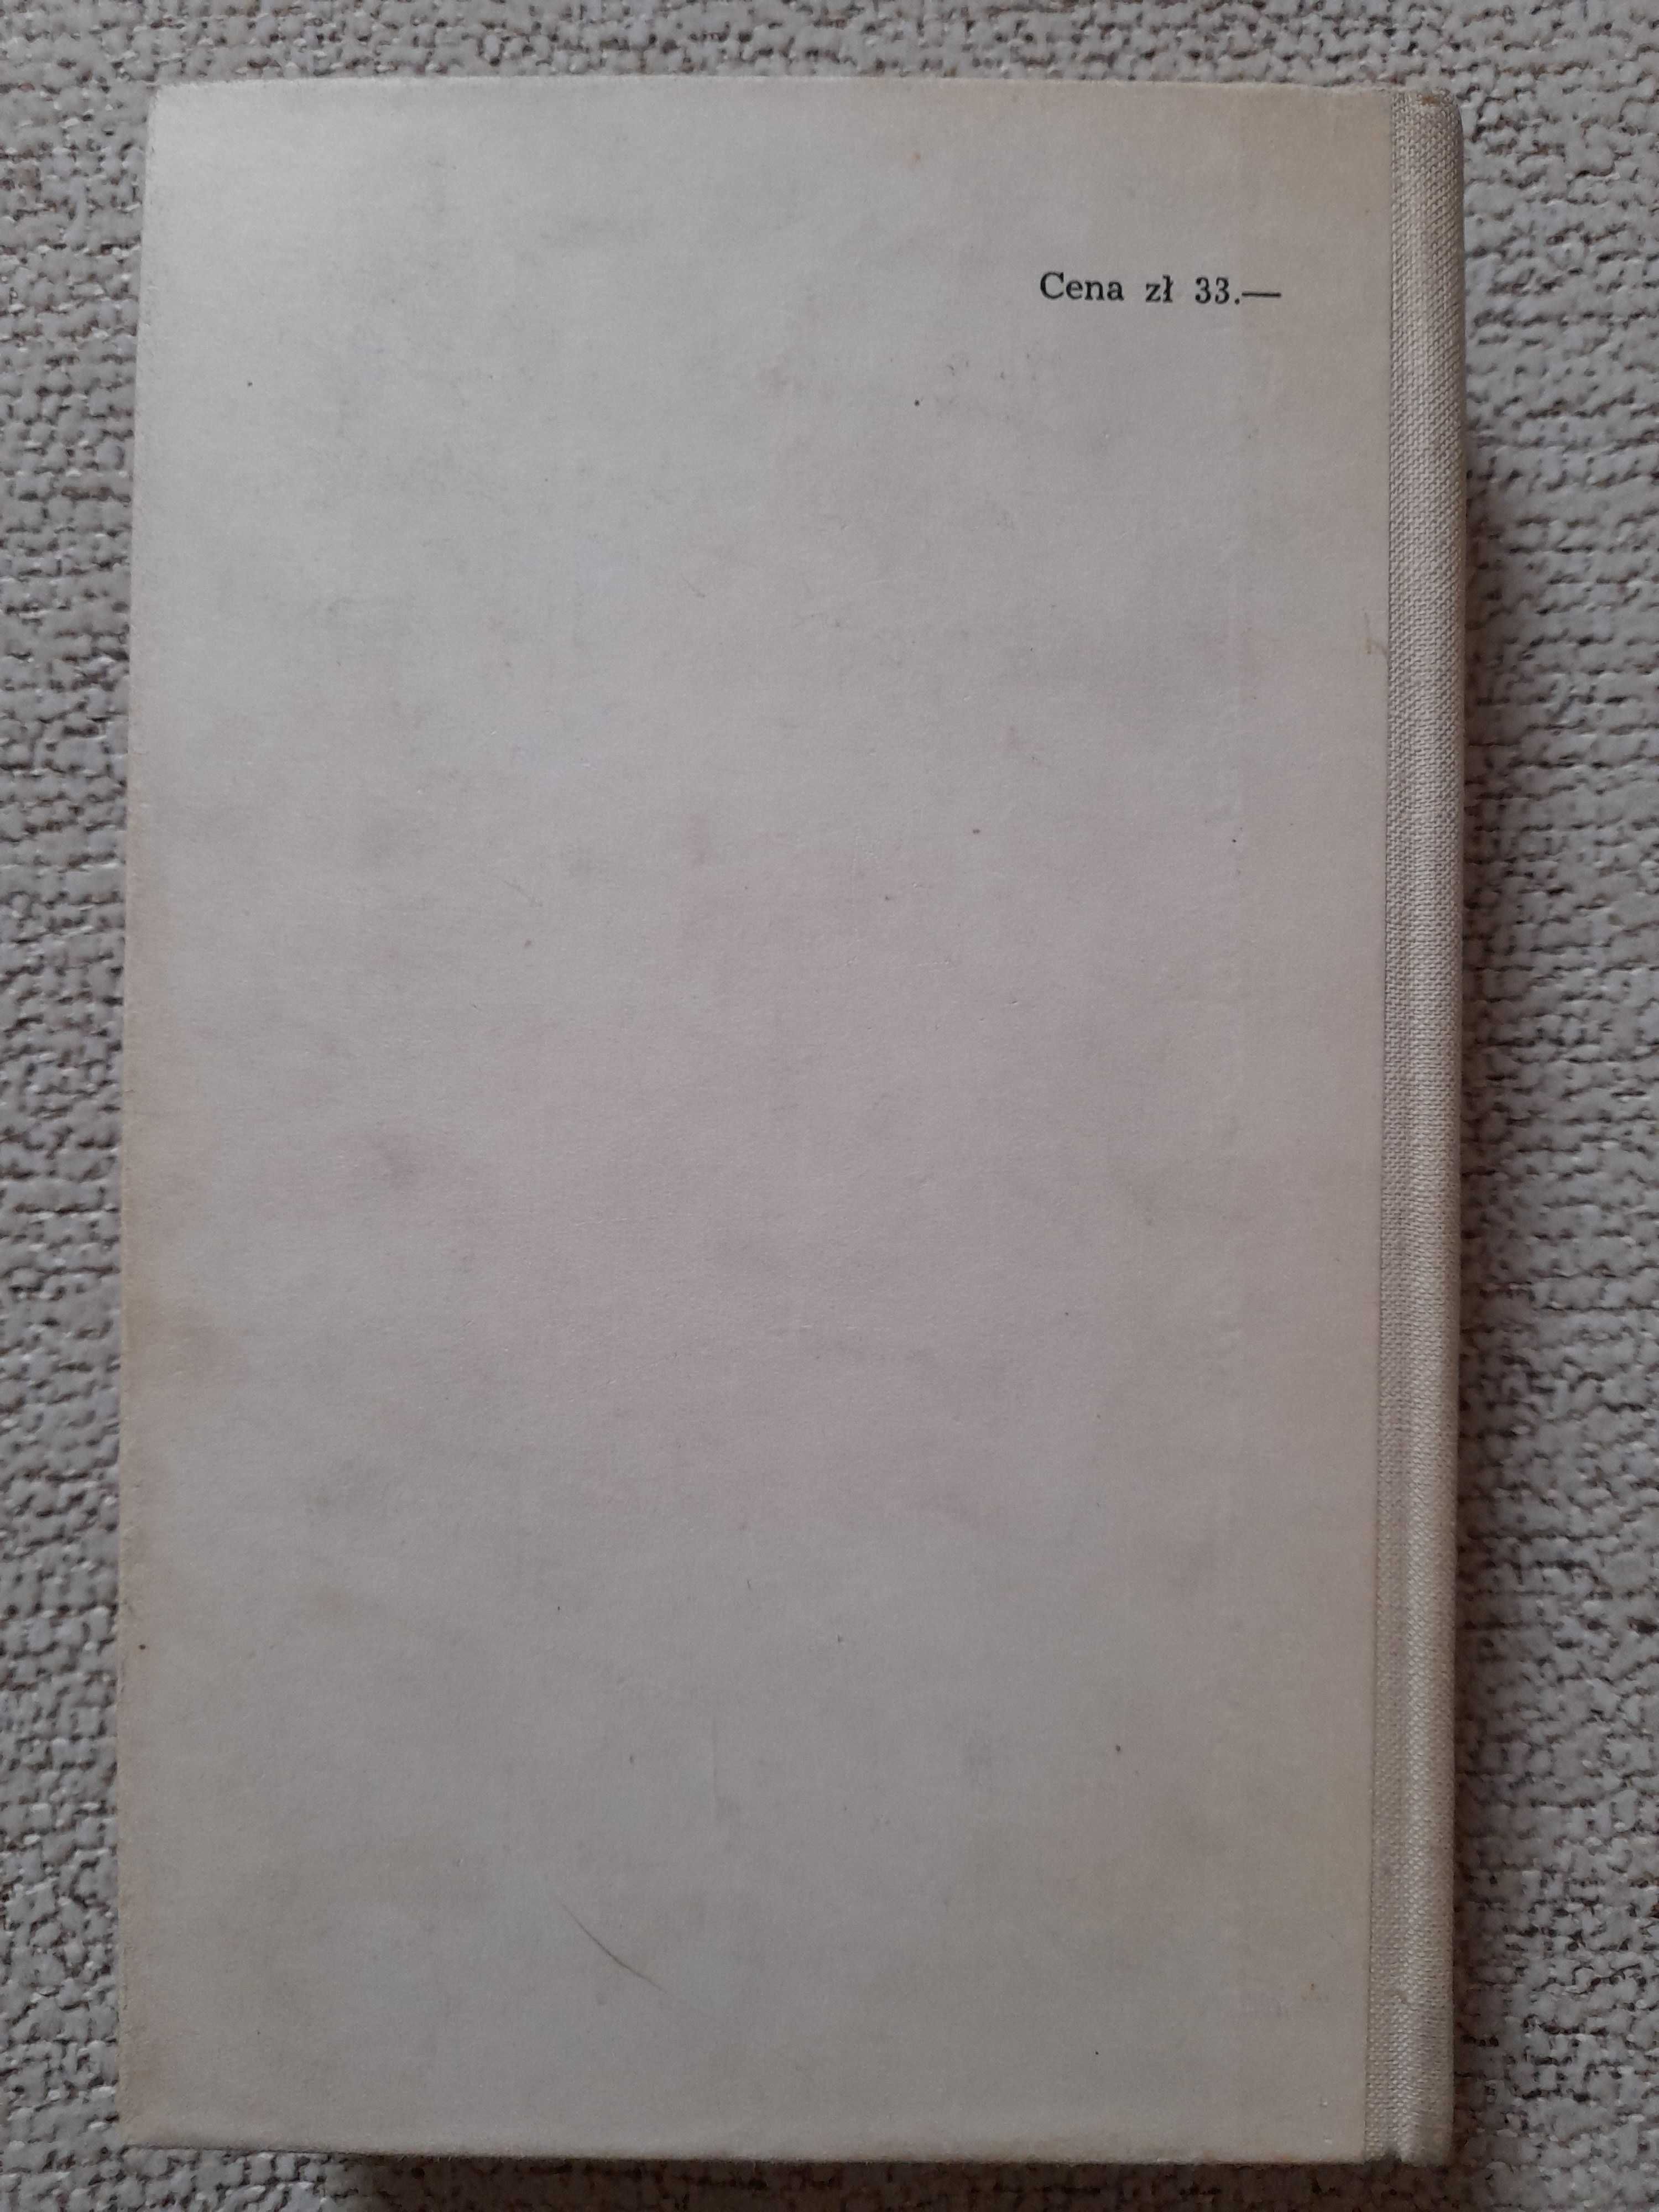 Cena zł 33.—